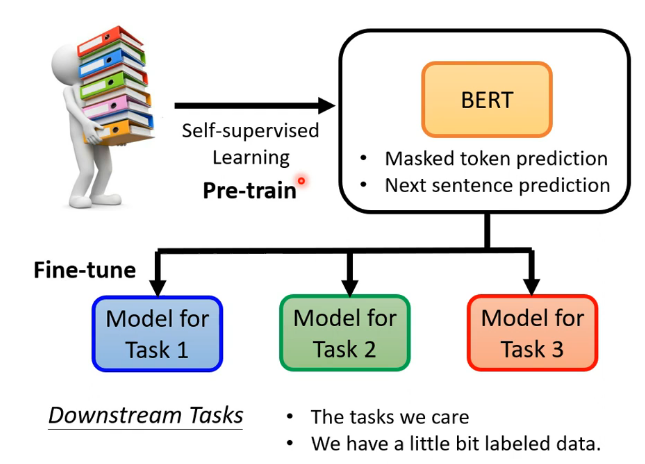 BERT
Self-supervised
Learning
Pre-train
• Masked token prediction
• Next sentence prediction
Fine-tune
Model for
Task 1
Model for
Task 2
Model for
Task 3
Downstream Tasks
• The tasks we care
• We have a little bit labeled data.